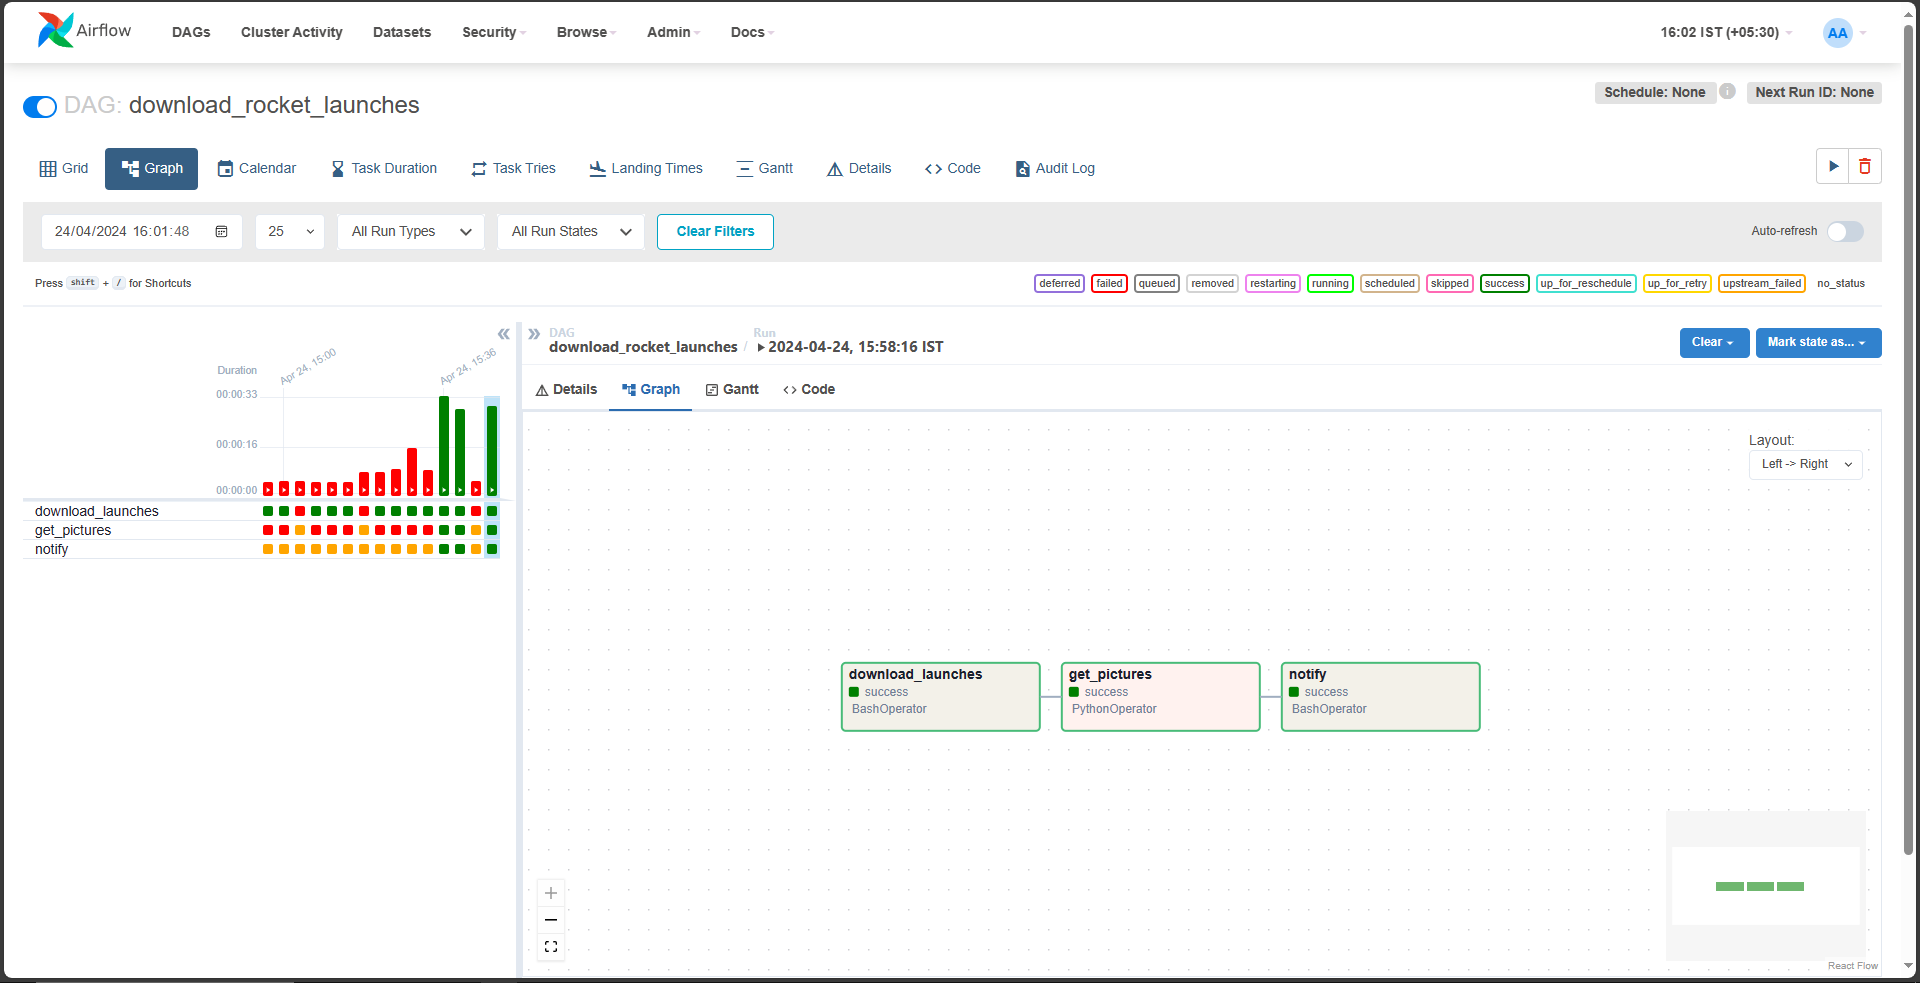 Airflow DAGs Cluster Activity Datasets Security Browse Admin Docs 16:02 IST (+05:30) AA
DAG: download_rocket_launches
Schedule: None i Next Run ID: None
Grid Graph Calendar Task Duration Task Tries Landing Times Gantt Details Code Audit Log
24/04/2024 16:01:48 25 All Run Types All Run States Clear Filters Auto-refresh
Press shift + / for Shortcuts
deferred failed queued removed restarting running scheduled skipped success up_for_reschedule up_for_retry upstream_failed no_status
Duration
Apr 24, 15:00
Apr 24, 15:36
00:00:33
00:00:16
00:00:00
download_launches
get_pictures
notify
DAG Run
download_rocket_launches / 2024-04-24, 15:58:16 IST
Clear Mark state as...
Details Graph Gantt Code
Layout:
Left -> Right
download_launches
success
BashOperator
get_pictures
success
PythonOperator
notify
success
BashOperator
React Flow